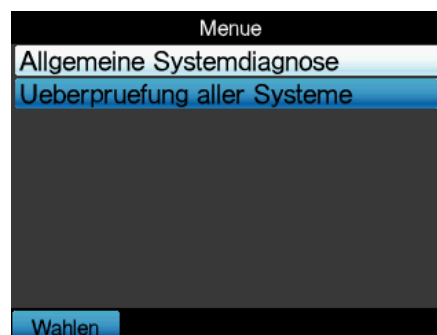 Menue
Allgemeine Systemdiagnose
Ueberpruefung aller Systeme
Wahlen